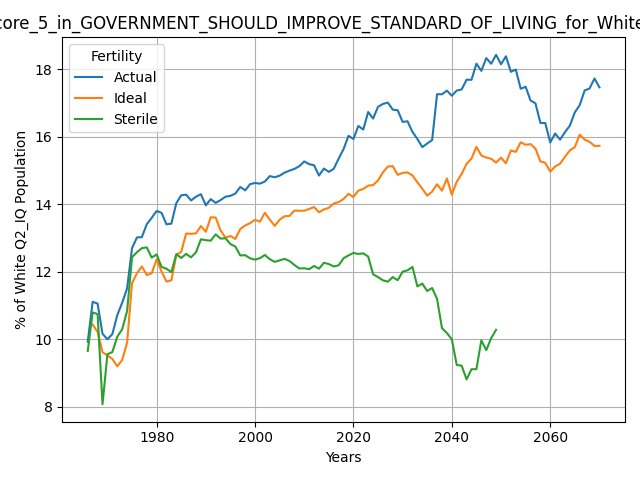 core_5_in_GOVERNMENT_SHOULD_IMPROVE_STANDARD_OF_LIVING_for_White
Fertility
Actual
Ideal
Sterile
% of White Q2_IQ Population
18
16
14
12
10
8
1980
2000
2020
2040
2060
Years